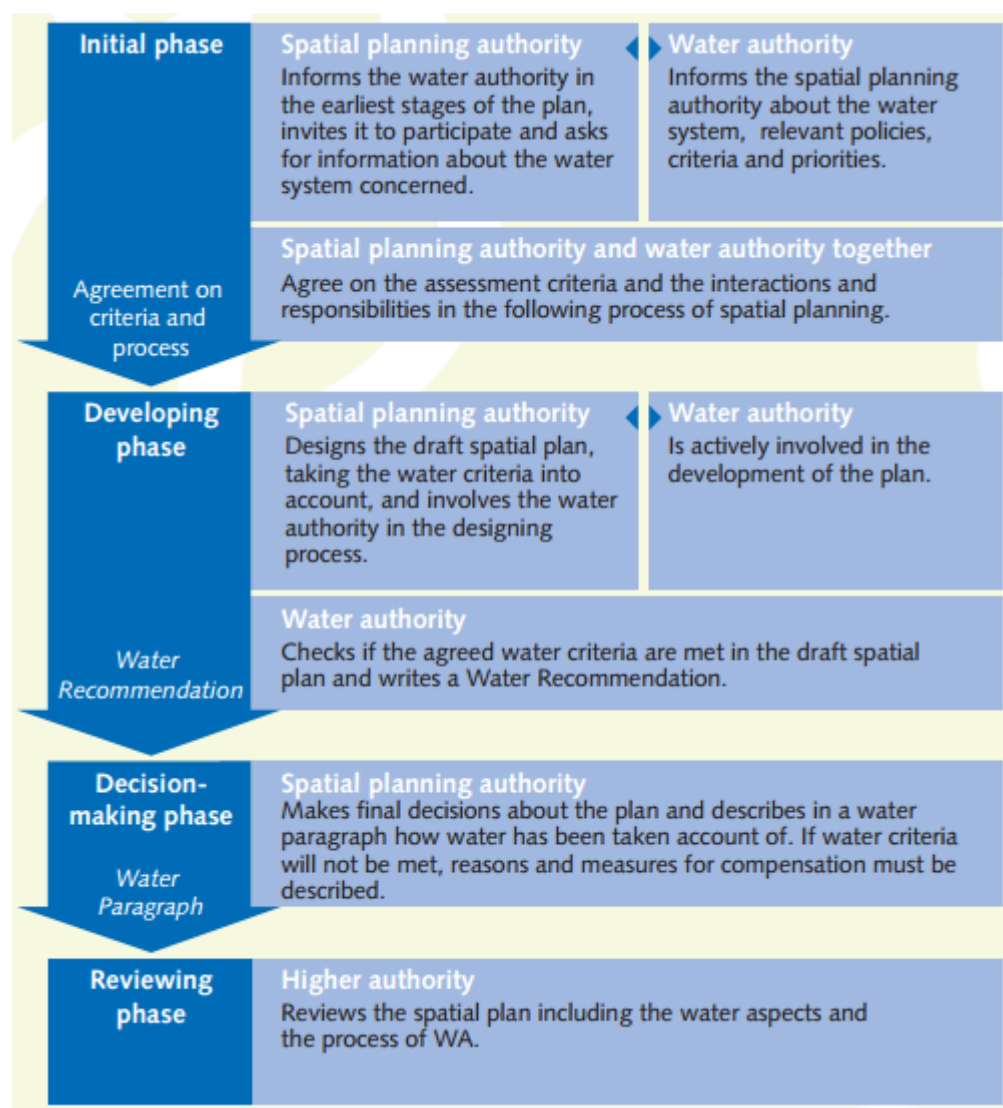 Initial phase
Spatial planning authority
Informs the water authority in
the earliest stages of the plan,
invites it to participate and asks
for information about the water
system concerned.
Water authority
Informs the spatial planning
authority about the water
system, relevant policies,
criteria and priorities.
Spatial planning authority and water authority together
Agree on the assessment criteria and the interactions and
responsibilities in the following process of spatial planning.
Agreement on
criteria and
process
Developing
phase
Spatial planning authority
Designs the draft spatial plan,
taking the water criteria into
account, and involves the water
authority in the designing
process.
Water authority
Is actively involved in the
development of the plan.
Water authority
Checks if the agreed water criteria are met in the draft spatial
plan and writes a Water Recommendation.
Water
Recommendation
Decision-
making phase
Spatial planning authority
Makes final decisions about the plan and describes in a water
paragraph how water has been taken account of. If water criteria
will not be met, reasons and measures for compensation must be
described.
Water
Paragraph
Reviewing
phase
Higher authority
Reviews the spatial plan including the water aspects and
the process of WA.